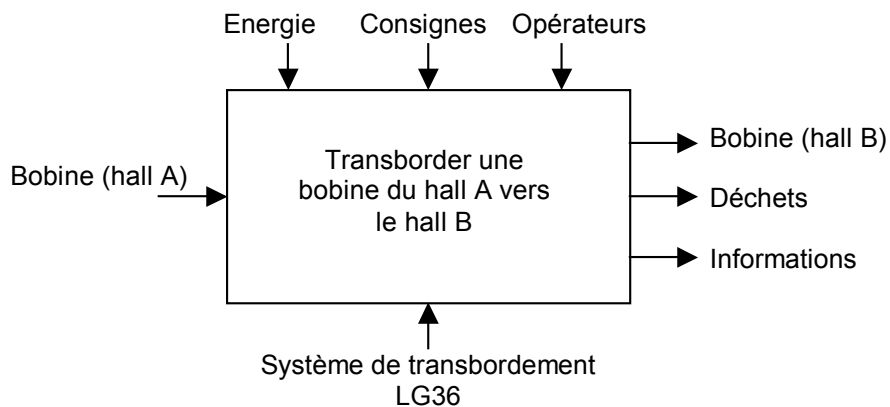 Energie
Consignes
Opérateurs
Bobine (hall A)
Transborder une
bobine du hall A vers
le hall B
Bobine (hall B)
Déchets
Informations
Système de transbordement
LG36